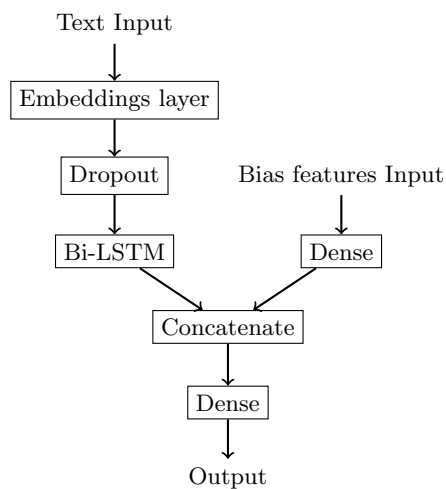 Text Input
Embeddings layer
Dropout
Bias features Input
Bi-LSTM
Dense
Concatenate
Dense
Output